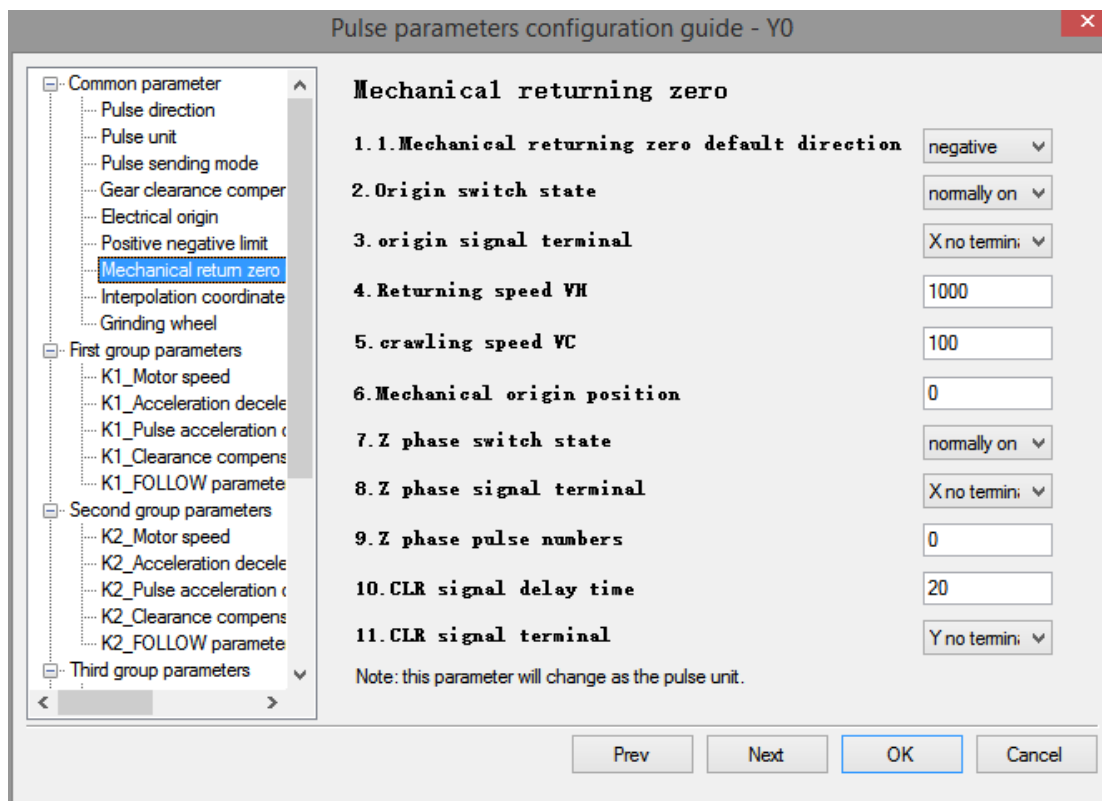 Pulse parameters configuration guide - Y0
Common parameter
Pulse direction
Pulse unit
Pulse sending mode
Gear clearance comper
Electrical origin
Positive negative limit
Mechanical return zero
Interpolation coordinate
Grinding wheel
First group parameters
K1_Motor speed
K1_Acceleration decele
K1_Pulse acceleration c
K1_Clearance compens
K1_FOLLOW paramete
Second group parameters
K2_Motor speed
K2_Acceleration decele
K2_Pulse acceleration c
K2_Clearance compens
K2_FOLLOW paramete
Third group parameters
Mechanical returning zero
1.1.Mechanical returning zero default direction negative
2.Origin switch state normally on
3.origin signal terminal X no termin
4.Returning speed VH 1000
5.crawling speed VC 100
6.Mechanical origin position 0
7.Z phase switch state normally on
8.Z phase signal terminal X no termin
9.Z phase pulse numbers 0
10.CLR signal delay time 20
11.CLR signal terminal Y no termin
Note: this parameter will change as the pulse unit.
Prev Next OK Cancel